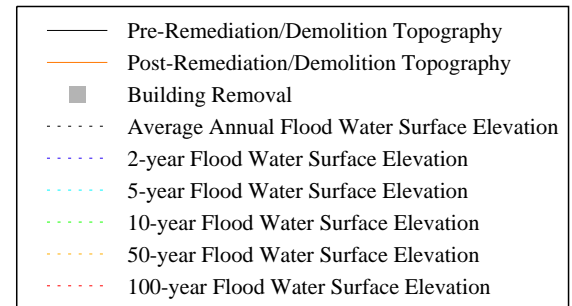 Pre-Remediation/Demolition Topography
Post-Remediation/Demolition Topography
Building Removal
Average Annual Flood Water Surface Elevation
2-year Flood Water Surface Elevation
5-year Flood Water Surface Elevation
10-year Flood Water Surface Elevation
50-year Flood Water Surface Elevation
100-year Flood Water Surface Elevation